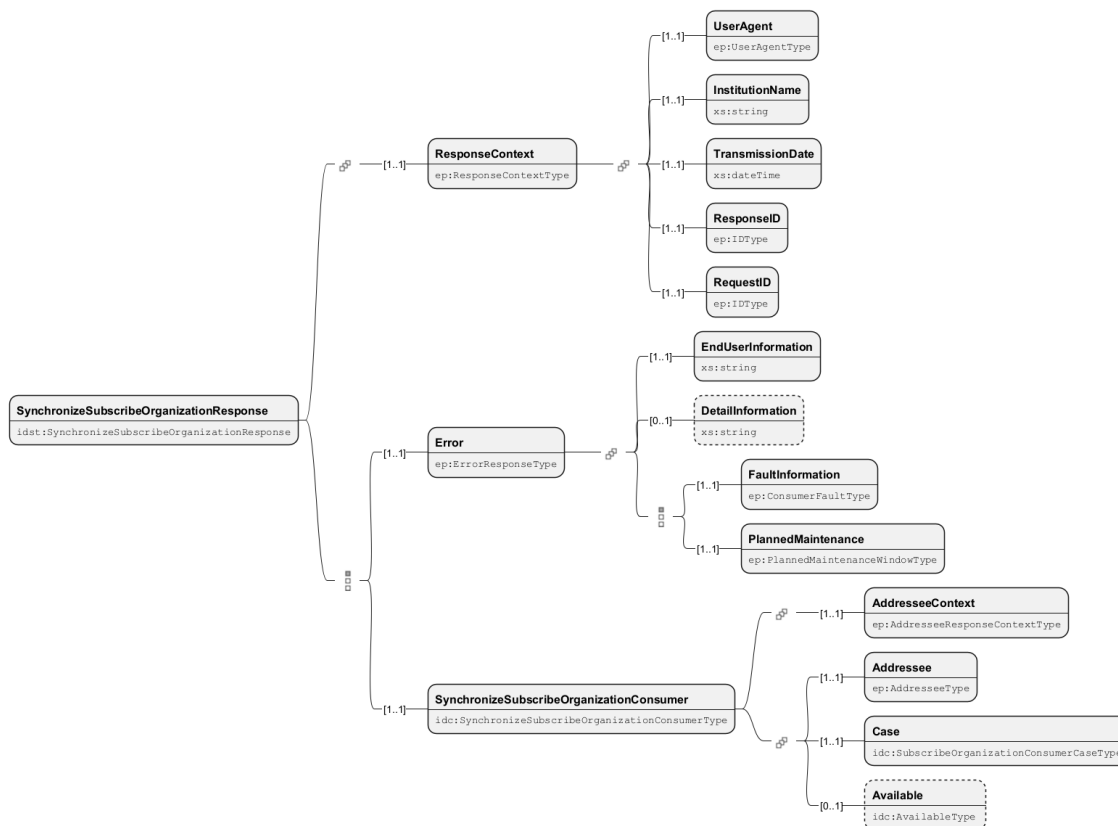 [1..1]
UserAgent
ep:UserAgentType
[1..1]
InstitutionName
xs:string
[1..1]
ResponseContext
ep:ResponseContextType
[1..1]
TransmissionDate
xs:dateTime
[1..1]
ResponseID
ep:IDType
[1..1]
RequestID
ep:IDType
[1..1]
EndUserInformation
xs:string
SynchronizeSubscribeOrganizationResponse
idst:SynchronizeSubscribeOrganizationResponse
[0..1]
DetailInformation
xs:string
[1..1]
Error
ep:ErrorResponseType
[1..1]
FaultInformation
ep:ConsumerFaultType
[1..1]
PlannedMaintenance
ep:PlannedMaintenanceWindowType
[1..1]
AddresseeContext
ep:AddresseeResponseContextType
[1..1]
Addressee
ep:AddresseeType
[1..1]
SynchronizeSubscribeOrganizationConsumer
idc:SynchronizeSubscribeOrganizationConsumerType
[1..1]
Case
idc:SubscribeOrganizationConsumerCaseType
[0..1]
Available
idc:AvailableType